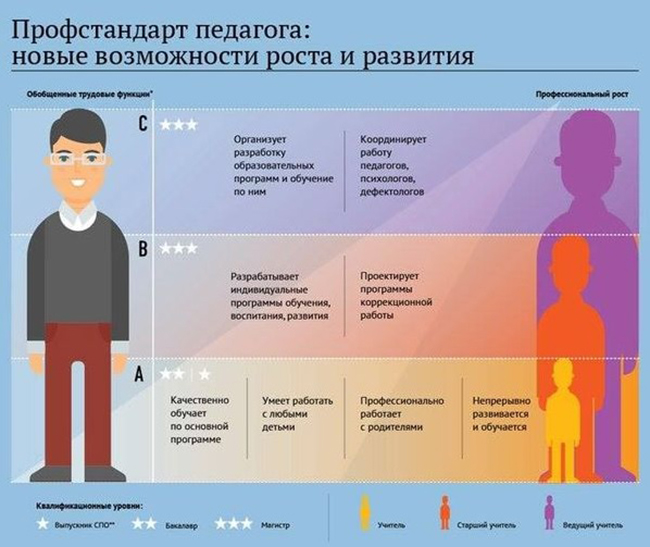 Профстандарт педагога:
новые возможности роста и развития
Обобщенные трудовые функции*
Профессиональный рост
C
Организует
разработку
образовательных
программ и обучение
по ним
Координирует
работу
педагогов,
психологов,
дефектологов
B
Разрабатывает
индивидуальные
программы обучения,
воспитания, развития
Проектирует
программы
коррекционной
работы
A
Качественно
обучает
по основной
программе
Умеет работать
с любыми
детьми
Профессионально
работает
с родителями
Непрерывно
развивается
и обучается
Квалификационные уровни:
Выпускник СПО**
Бакалавр
Магистр
Учитель
Старший учитель
Ведущий учитель